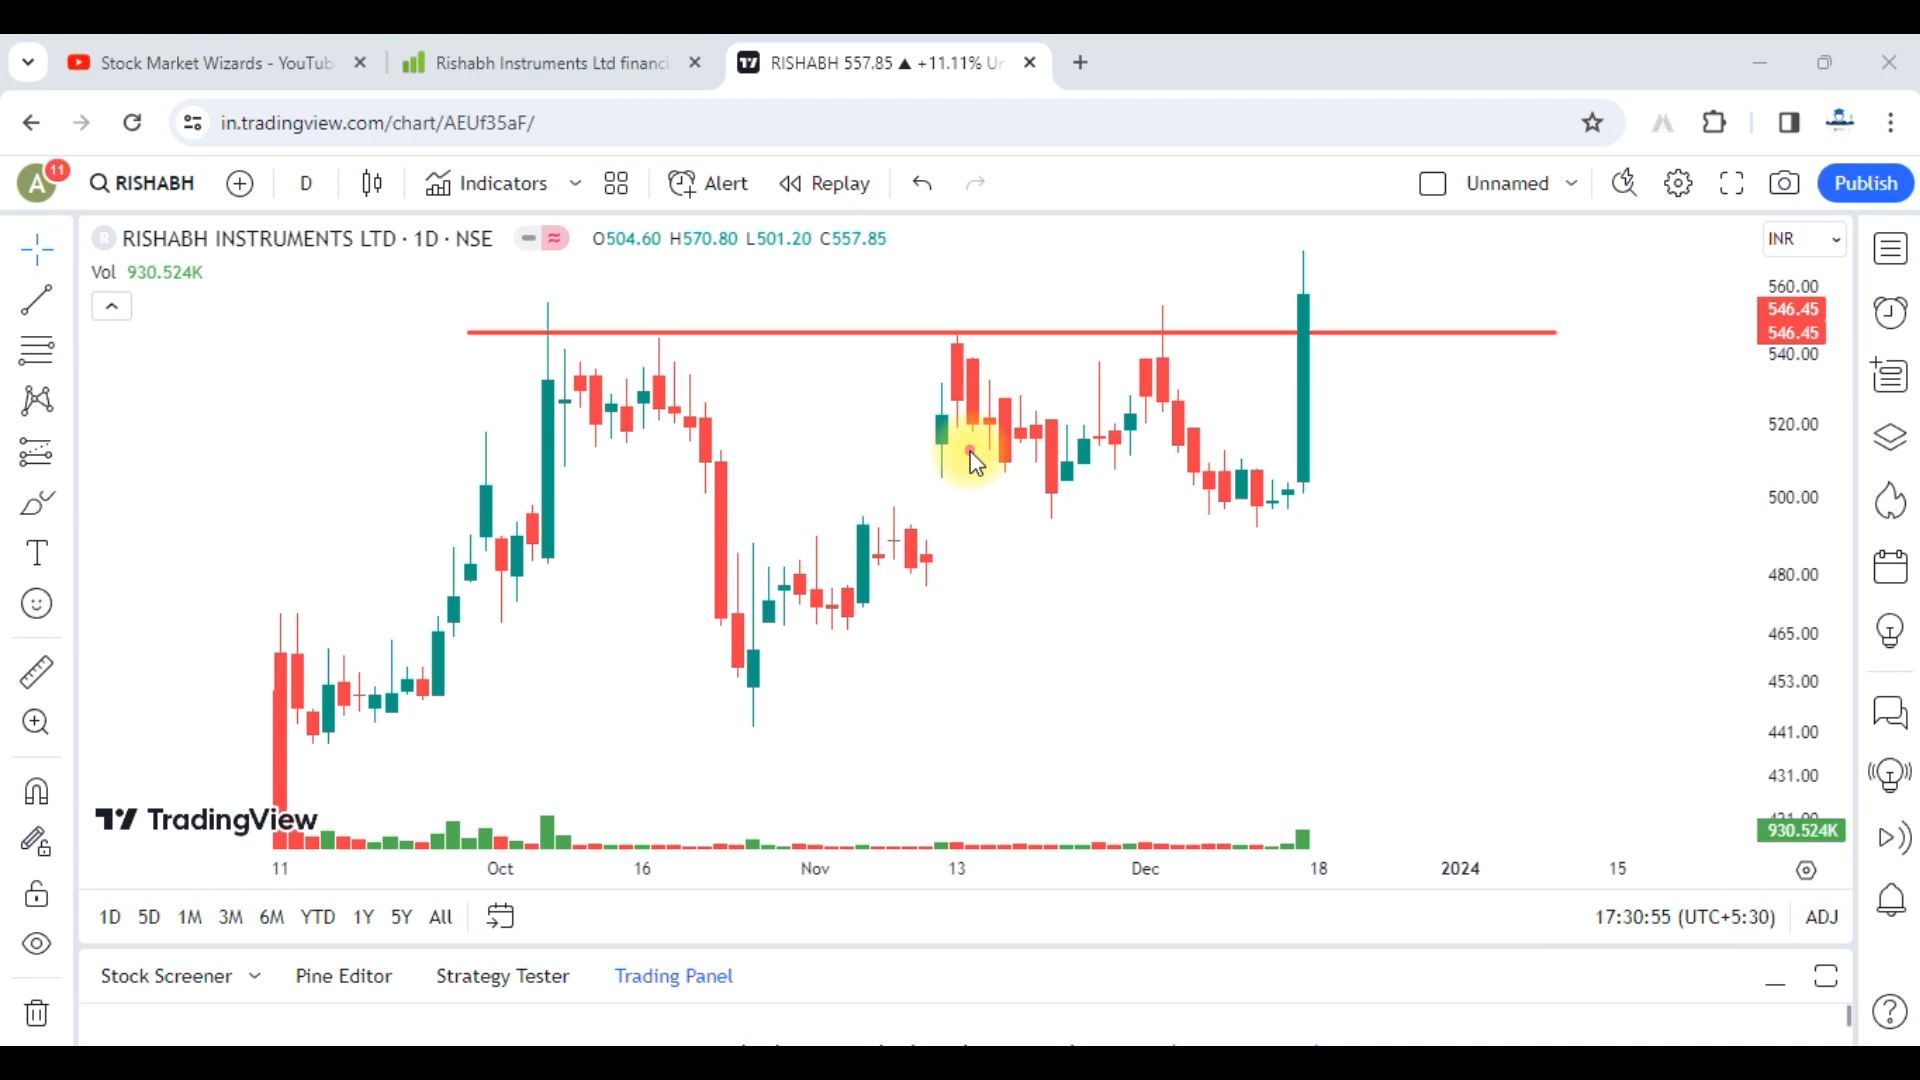 Stock Market Wizards - YouTub
Rishabh Instruments Ltd financi
RISHABH 557.85 ▲ +11.11% Un
in.tradingview.com/chart/AEUf35aF/
A 11 RISHABH D Indicators Alert Replay Unnamed Publish
R RISHABH INSTRUMENTS LTD · 1D · NSE O504.60 H570.80 L501.20 C557.85 INR
Vol 930.524K
560.00
546.45
546.45
540.00
520.00
500.00
480.00
465.00
453.00
441.00
431.00
TradingView
930.524K
11 Oct 16 Nov 13 Dec 18 2024 15
1D 5D 1M 3M 6M YTD 1Y 5Y All 17:30:55 (UTC+5:30) ADJ
Stock Screener Pine Editor Strategy Tester Trading Panel